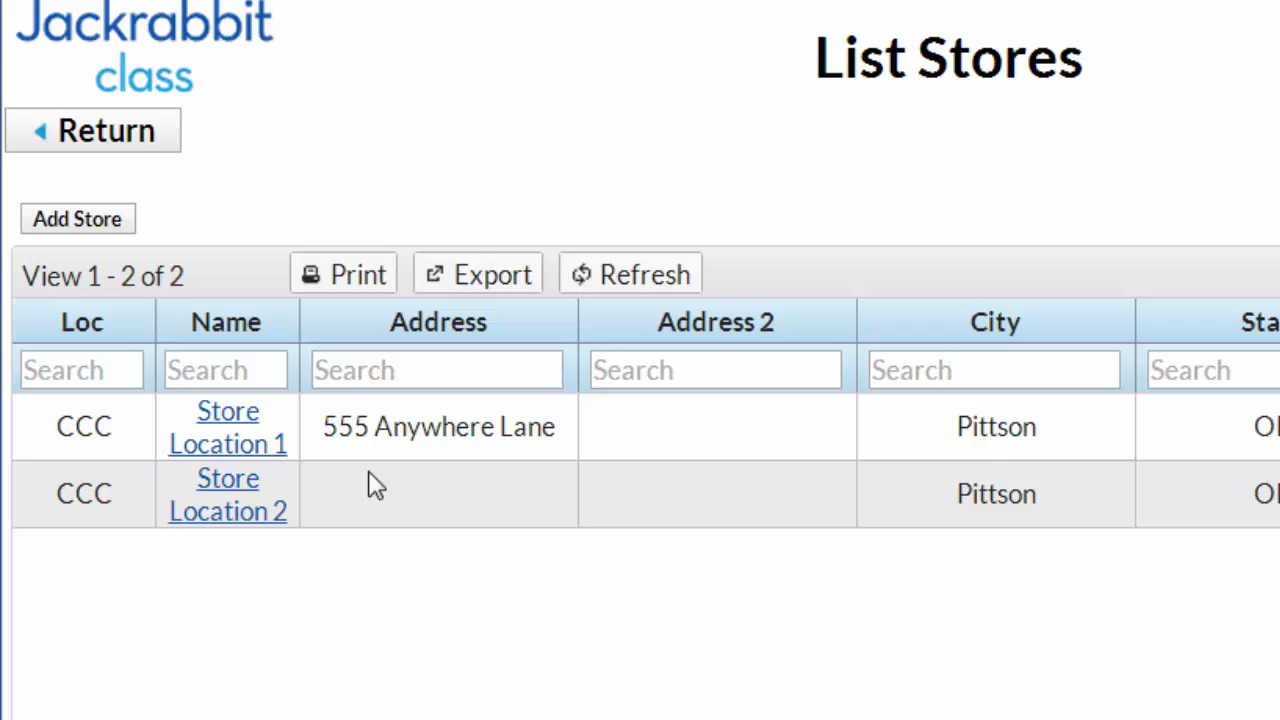 Jackrabbit
class
List Stores
Return
Add Store
View 1 - 2 of 2 Print Export Refresh
Loc Name Address Address 2 City
Search Search Search Search Search Search
CCC Store Location 1 555 Anywhere Lane Pittson
CCC Store Location 2 Pittson